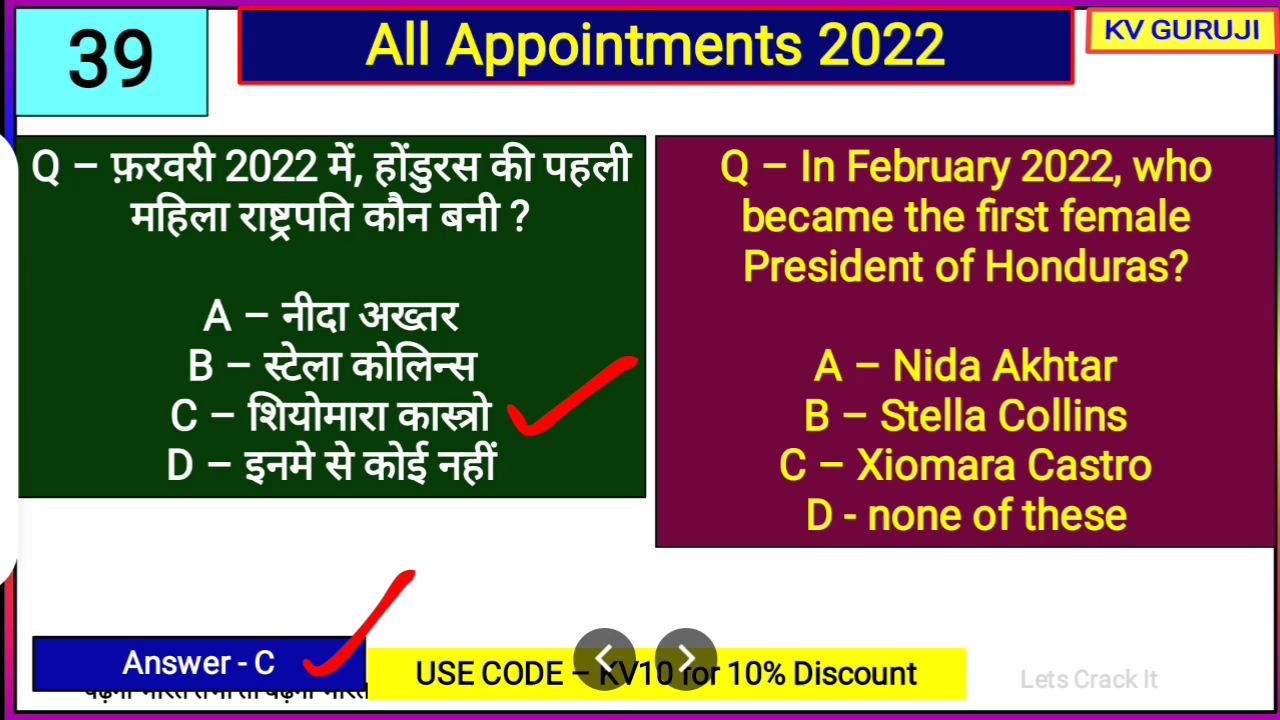 39
All Appointments 2022
KV GURUJI
Q – फ़रवरी 2022 में, होंडुरस की पहली
महिला राष्ट्रपति कौन बनी ?
A – नीदा अख्तर
B – स्टेला कोलिन्स
C – शियोमारा कास्त्रो
D – इनमे से कोई नहीं
Q – In February 2022, who
became the first female
President of Honduras?
A – Nida Akhtar
B – Stella Collins
C – Xiomara Castro
D - none of these
Answer - C
USE CODE – KV10 for 10% Discount
Lets Crack It